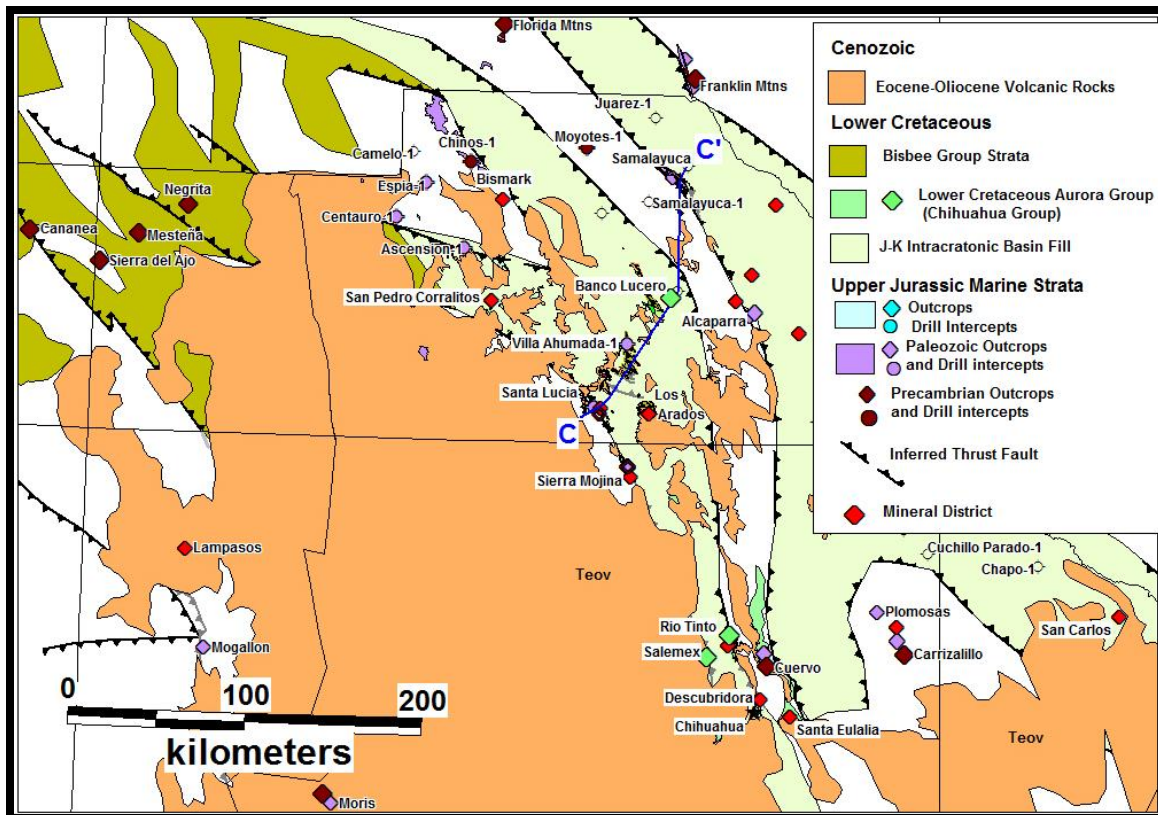 Florida Mtns
Franklin Mtns
Juarez-1
Moyotes-1
Chinos-1
Camelo-1
Samalayuca
C'
Bismark
Espia-1
Negrita
Samalayuca-1
Centauro-1
Cananea
Mesteña
Ascension-1
Sierra del Ajo
Banco Lucero
San Pedro Corralitos
Alcaparra
Villa Ahumada-1
Santa Lucia
Los
Arados
C
Sierra Mojina
Lampasos
Teov
Cuchillo Parado-1
Chapo-1
Plomosas
San Carlos
Rio Tinto
Mogallon
Salemex
Carrizalillo
Cuervo
Descubridora
Chihuahua
Santa Eulalia
Teov
Moris
0
100
200
kilometers
Cenozoic
Eocene-Oliocene Volcanic Rocks
Lower Cretaceous
Bisbee Group Strata
Lower Cretaceous Aurora Group
(Chihuahua Group)
J-K Intracratonic Basin Fill
Upper Jurassic Marine Strata
Outcrops
Drill Intercepts
Paleozoic Outcrops
and Drill intercepts
Precambrian Outcrops
and Drill intercepts
Inferred Thrust Fault
Mineral District